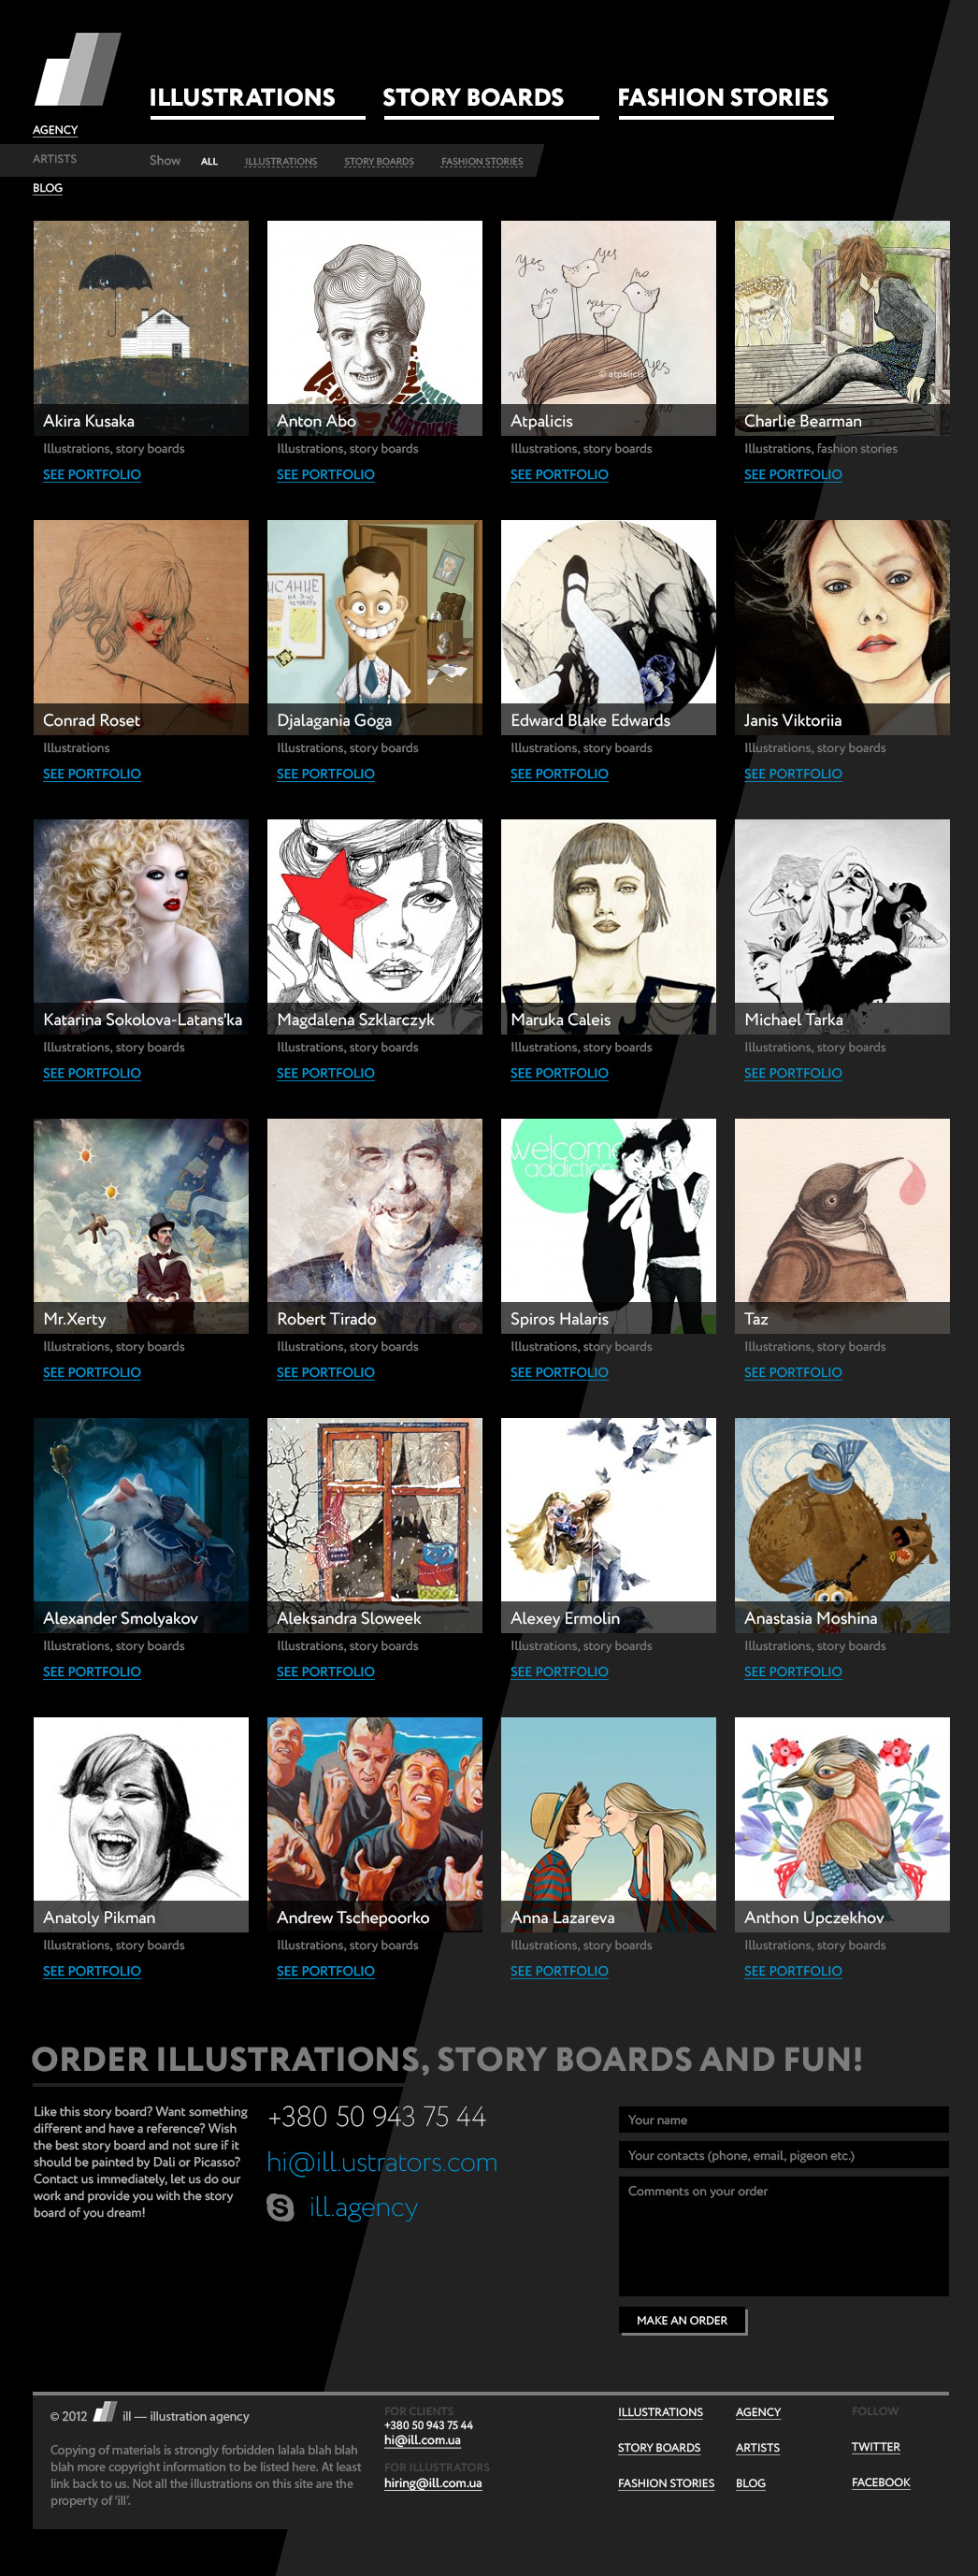 ILLUSTRATIONS STORY BOARDS FASHION STORIES
AGENCY
ARTISTS Show ALL ILLUSTRATIONS STORY BOARDS FASHION STORIES
BLOG
yes yes
no no
yes
no yes
© atpalicis
no
Akira Kusaka Anton Abo Atpalicis Charlie Bearman
Illustrations, story boards Illustrations, story boards Illustrations, story boards Illustrations, fashion stories
SEE PORTFOLIO SEE PORTFOLIO SEE PORTFOLIO SEE PORTFOLIO
ИСАНИЕ
НА 3-Ю
ЧЕТВЕРТЬ
Conrad Roset Djalagania Goga Edward Blake Edwards Janis Viktoriia
Illustrations Illustrations, story boards Illustrations, story boards Illustrations, story boards
SEE PORTFOLIO SEE PORTFOLIO SEE PORTFOLIO SEE PORTFOLIO
Katarina Sokolova-Latans'ka Magdalena Szklarczyk Maruka Caleis Michael Tarka
Illustrations, story boards Illustrations, story boards Illustrations, story boards Illustrations, story boards
SEE PORTFOLIO SEE PORTFOLIO SEE PORTFOLIO SEE PORTFOLIO
welcome
addiction
Mr.Xerty Robert Tirado Spiros Halaris Taz
Illustrations, story boards Illustrations, story boards Illustrations, story boards Illustrations, story boards
SEE PORTFOLIO SEE PORTFOLIO SEE PORTFOLIO SEE PORTFOLIO
Alexander Smolyakov Aleksandra Sloweek Alexey Ermolin Anastasia Moshina
Illustrations, story boards Illustrations, story boards Illustrations, story boards Illustrations, story boards
SEE PORTFOLIO SEE PORTFOLIO SEE PORTFOLIO SEE PORTFOLIO
Anatoly Pikman Andrew Tschepoorko Anna Lazareva Anthon Upczekhov
Illustrations, story boards Illustrations, story boards Illustrations, story boards Illustrations, story boards
SEE PORTFOLIO SEE PORTFOLIO SEE PORTFOLIO SEE PORTFOLIO
ORDER ILLUSTRATIONS, STORY BOARDS AND FUN!
Like this story board? Want something
different and have a reference? Wish
the best story board and not sure if it
should be painted by Dali or Picasso?
Contact us immediately, let us do our
work and provide you with the story
board of you dream!
+380 50 943 75 44
hi@ill.ustrators.com
ill.agency
Your name
Your contacts (phone, email, pigeon etc.)
Comments on your order
MAKE AN ORDER
© 2012 ill — illustration agency
Copying of materials is strongly forbidden lalala blah blah
blah more copyright information to be listed here. At least
link back to us. Not all the illustrations on this site are the
property of 'ill'.
FOR CLIENTS
+380 50 943 75 44
hi@ill.com.ua
FOR ILLUSTRATORS
hiring@ill.com.ua
ILLUSTRATIONS AGENCY FOLLOW
STORY BOARDS ARTISTS TWITTER
FASHION STORIES BLOG FACEBOOK